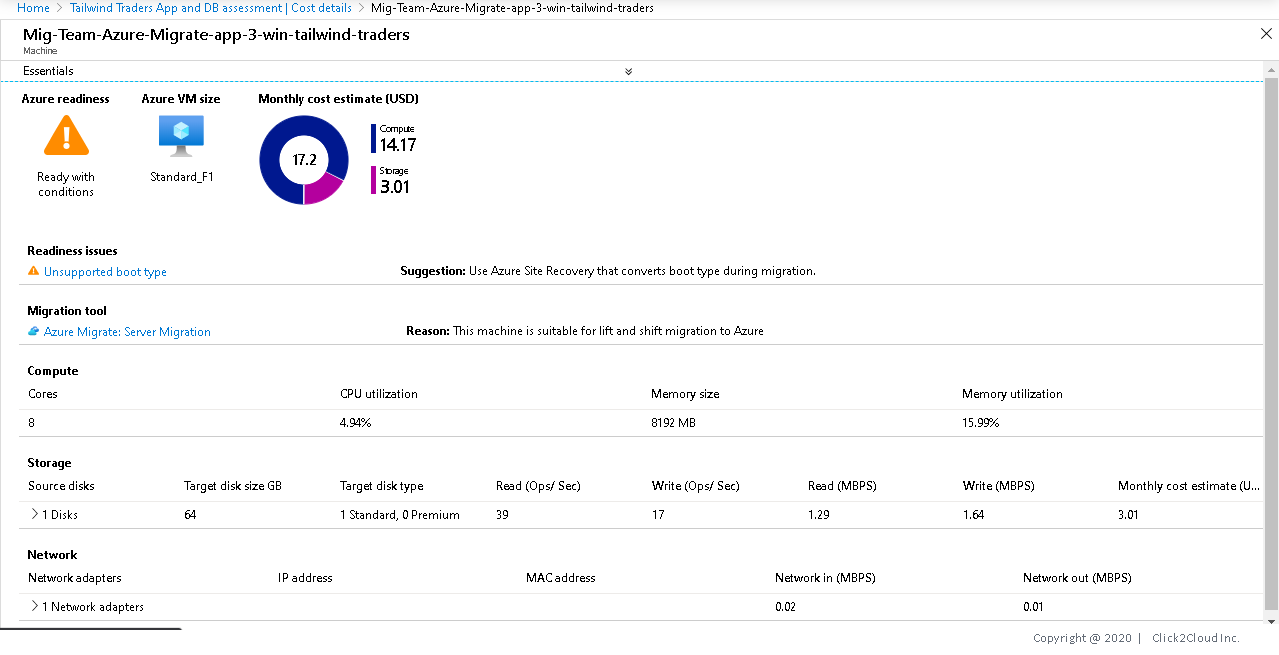 Home > Tailwind Traders App and DB assessment | Cost details > Mig-Team-Azure-Migrate-app-3-win-tailwind-traders
Mig-Team-Azure-Migrate-app-3-win-tailwind-traders
Machine
Essentials
Azure readiness Azure VM size Monthly cost estimate (USD)
Compute
14.17
17.2
Storage
3.01
Ready with conditions
Standard_F1
Readiness issues
Unsupported boot type Suggestion: Use Azure Site Recovery that converts boot type during migration.
Migration tool
Azure Migrate: Server Migration Reason: This machine is suitable for lift and shift migration to Azure
Compute
Cores CPU utilization Memory size Memory utilization
8 4.94% 8192 MB 15.99%
Storage
Source disks Target disk size GB Target disk type Read (Ops/ Sec) Write (Ops/ Sec) Read (MBPS) Write (MBPS) Monthly cost estimate (U...
1 Disks 64 1 Standard, 0 Premium 39 17 1.29 1.64 3.01
Network
Network adapters IP address MAC address Network in (MBPS) Network out (MBPS)
1 Network adapters 0.02 0.01
Copyright @ 2020 | Click2Cloud Inc.